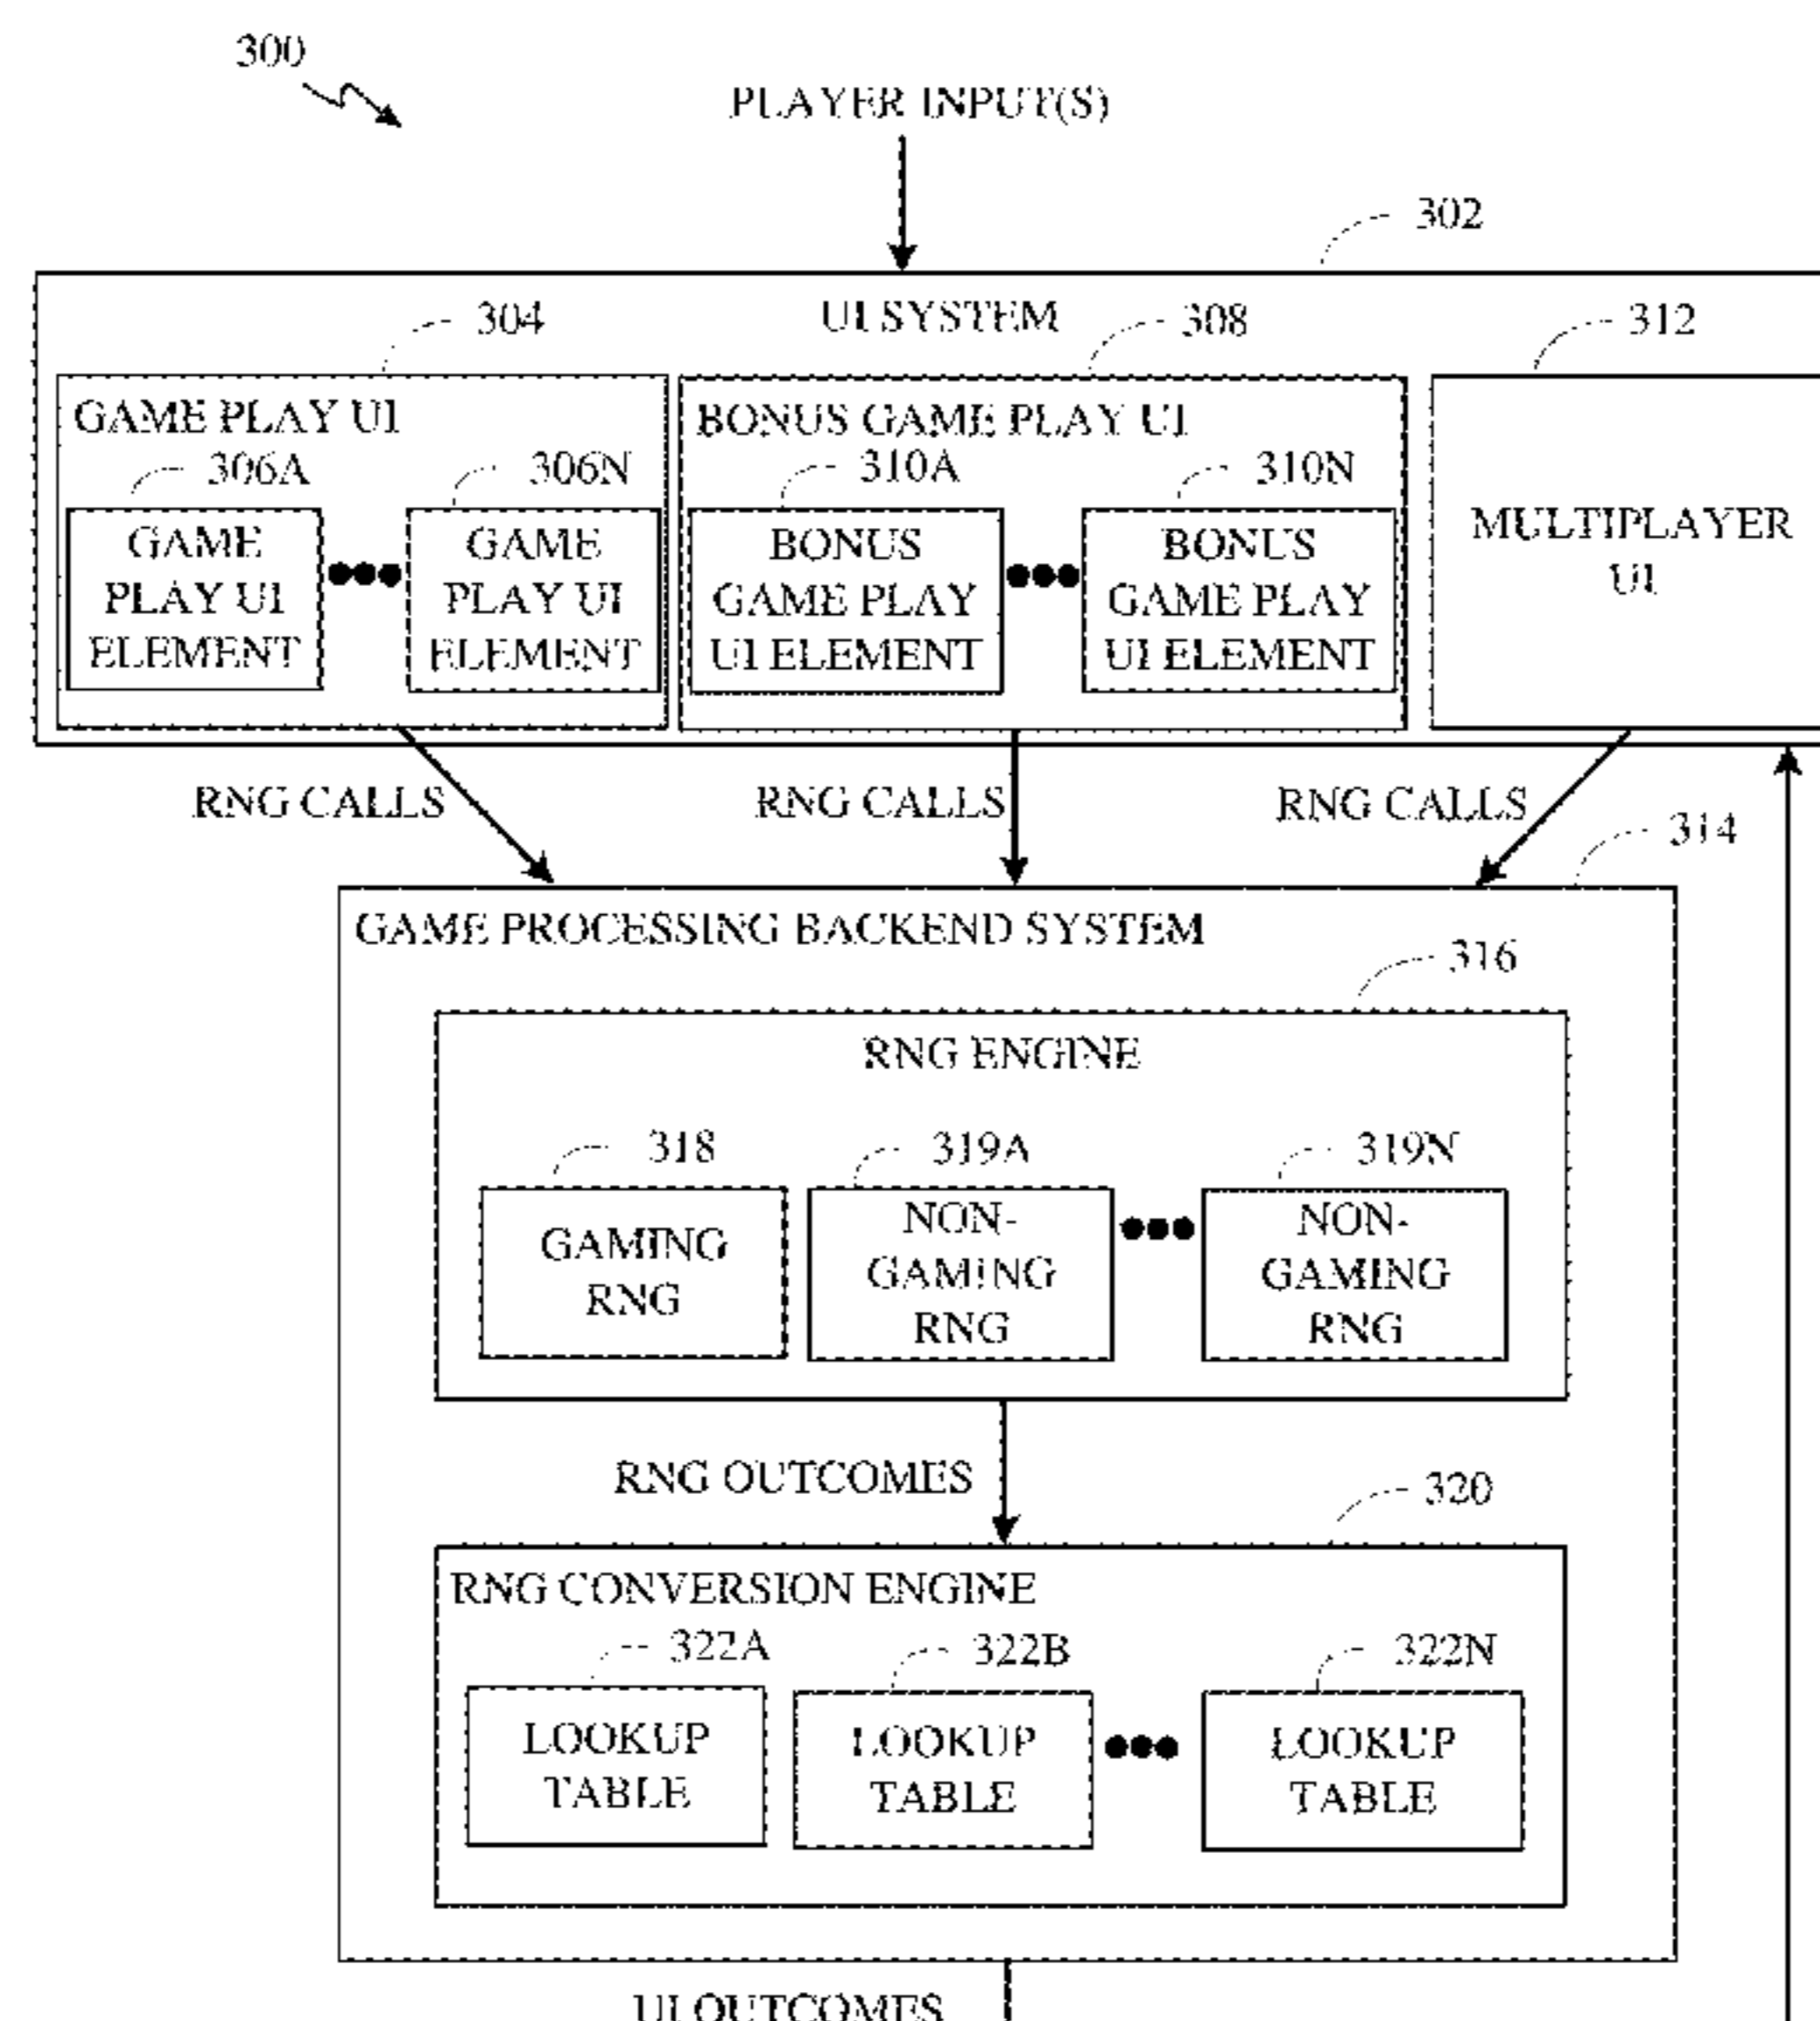 300
PLAYER INPUT(S)
302
UI SYSTEM
304
308
312
GAME PLAY UI
BONUS GAME PLAY UI
306A
306N
310A
310N
GAME
PLAY UI
ELEMENT
GAME
PLAY UI
ELEMENT
BONUS
GAME PLAY
UI ELEMENT
BONUS
GAME PLAY
UI ELEMENT
MULTIPLAYER
UI
RNG CALLS
RNG CALLS
RNG CALLS
314
GAME PROCESSING BACKEND SYSTEM
316
RNG ENGINE
318
319A
319N
GAMING
RNG
NON-
GAMING
RNG
NON-
GAMING
RNG
RNG OUTCOMES
320
RNG CONVERSION ENGINE
322A
322B
322N
LOOKUP
TABLE
LOOKUP
TABLE
LOOKUP
TABLE
UI OUTCOMES